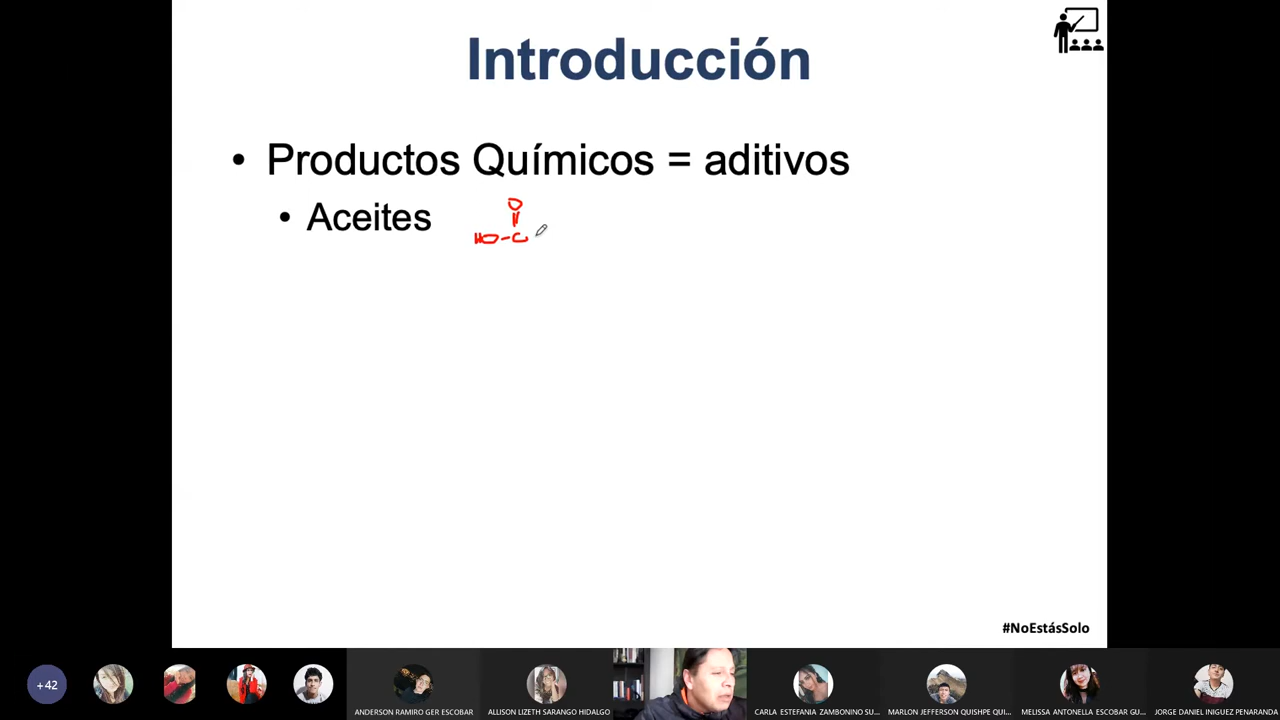 Introducción
• Productos Químicos = aditivos
• Aceites
O
HO-C
#NoEstásSolo
+42
ANDERSON RAMIRO GER ESCOBAR
ALLISON LIZETH SARANGO HIDALGO
CARLA ESTEFANIA ZAMBONINO SU...
MARLON JEFFERSON QUISHPE QUI...
MELISSA ANTONELLA ESCOBAR GU...
JORGE DANIEL INIGUEZ PEÑARANDA